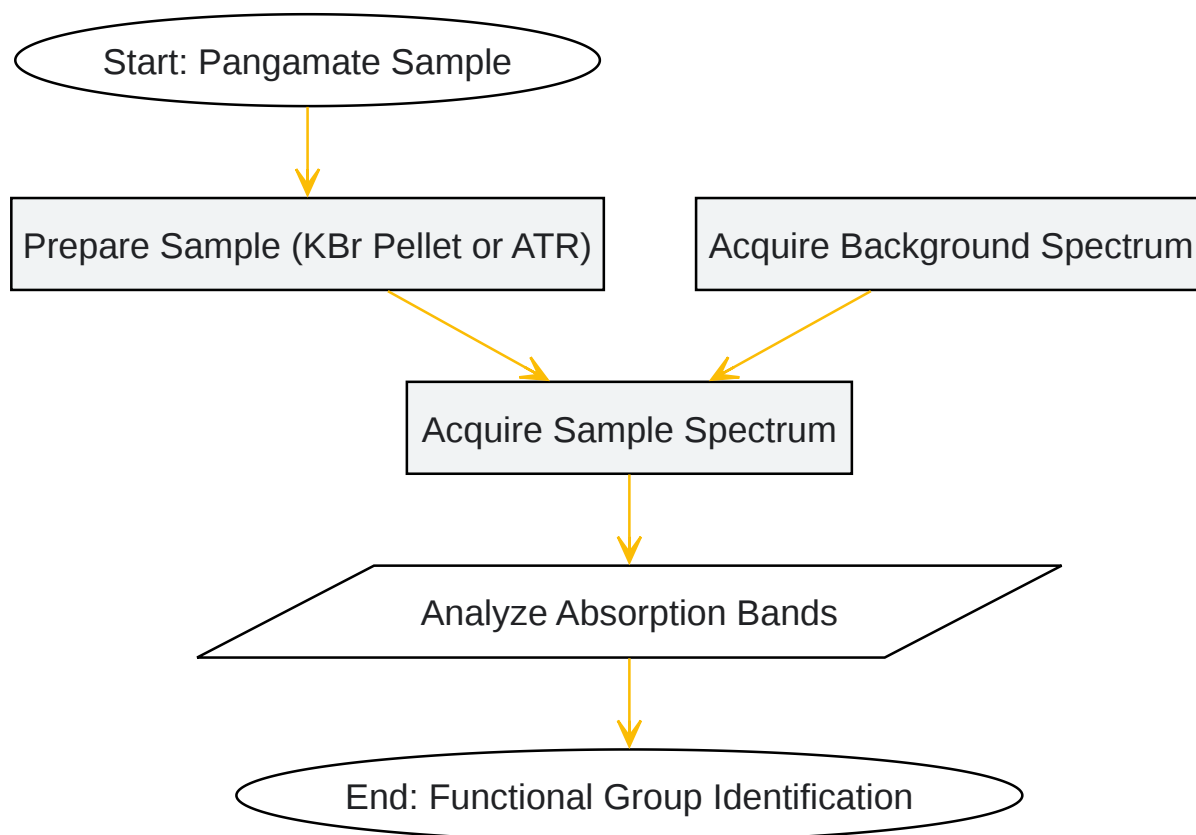 Start: Pangamate Sample
Prepare Sample (KBr Pellet or ATR)
Acquire Background Spectrum
Acquire Sample Spectrum
Analyze Absorption Bands
End: Functional Group Identification